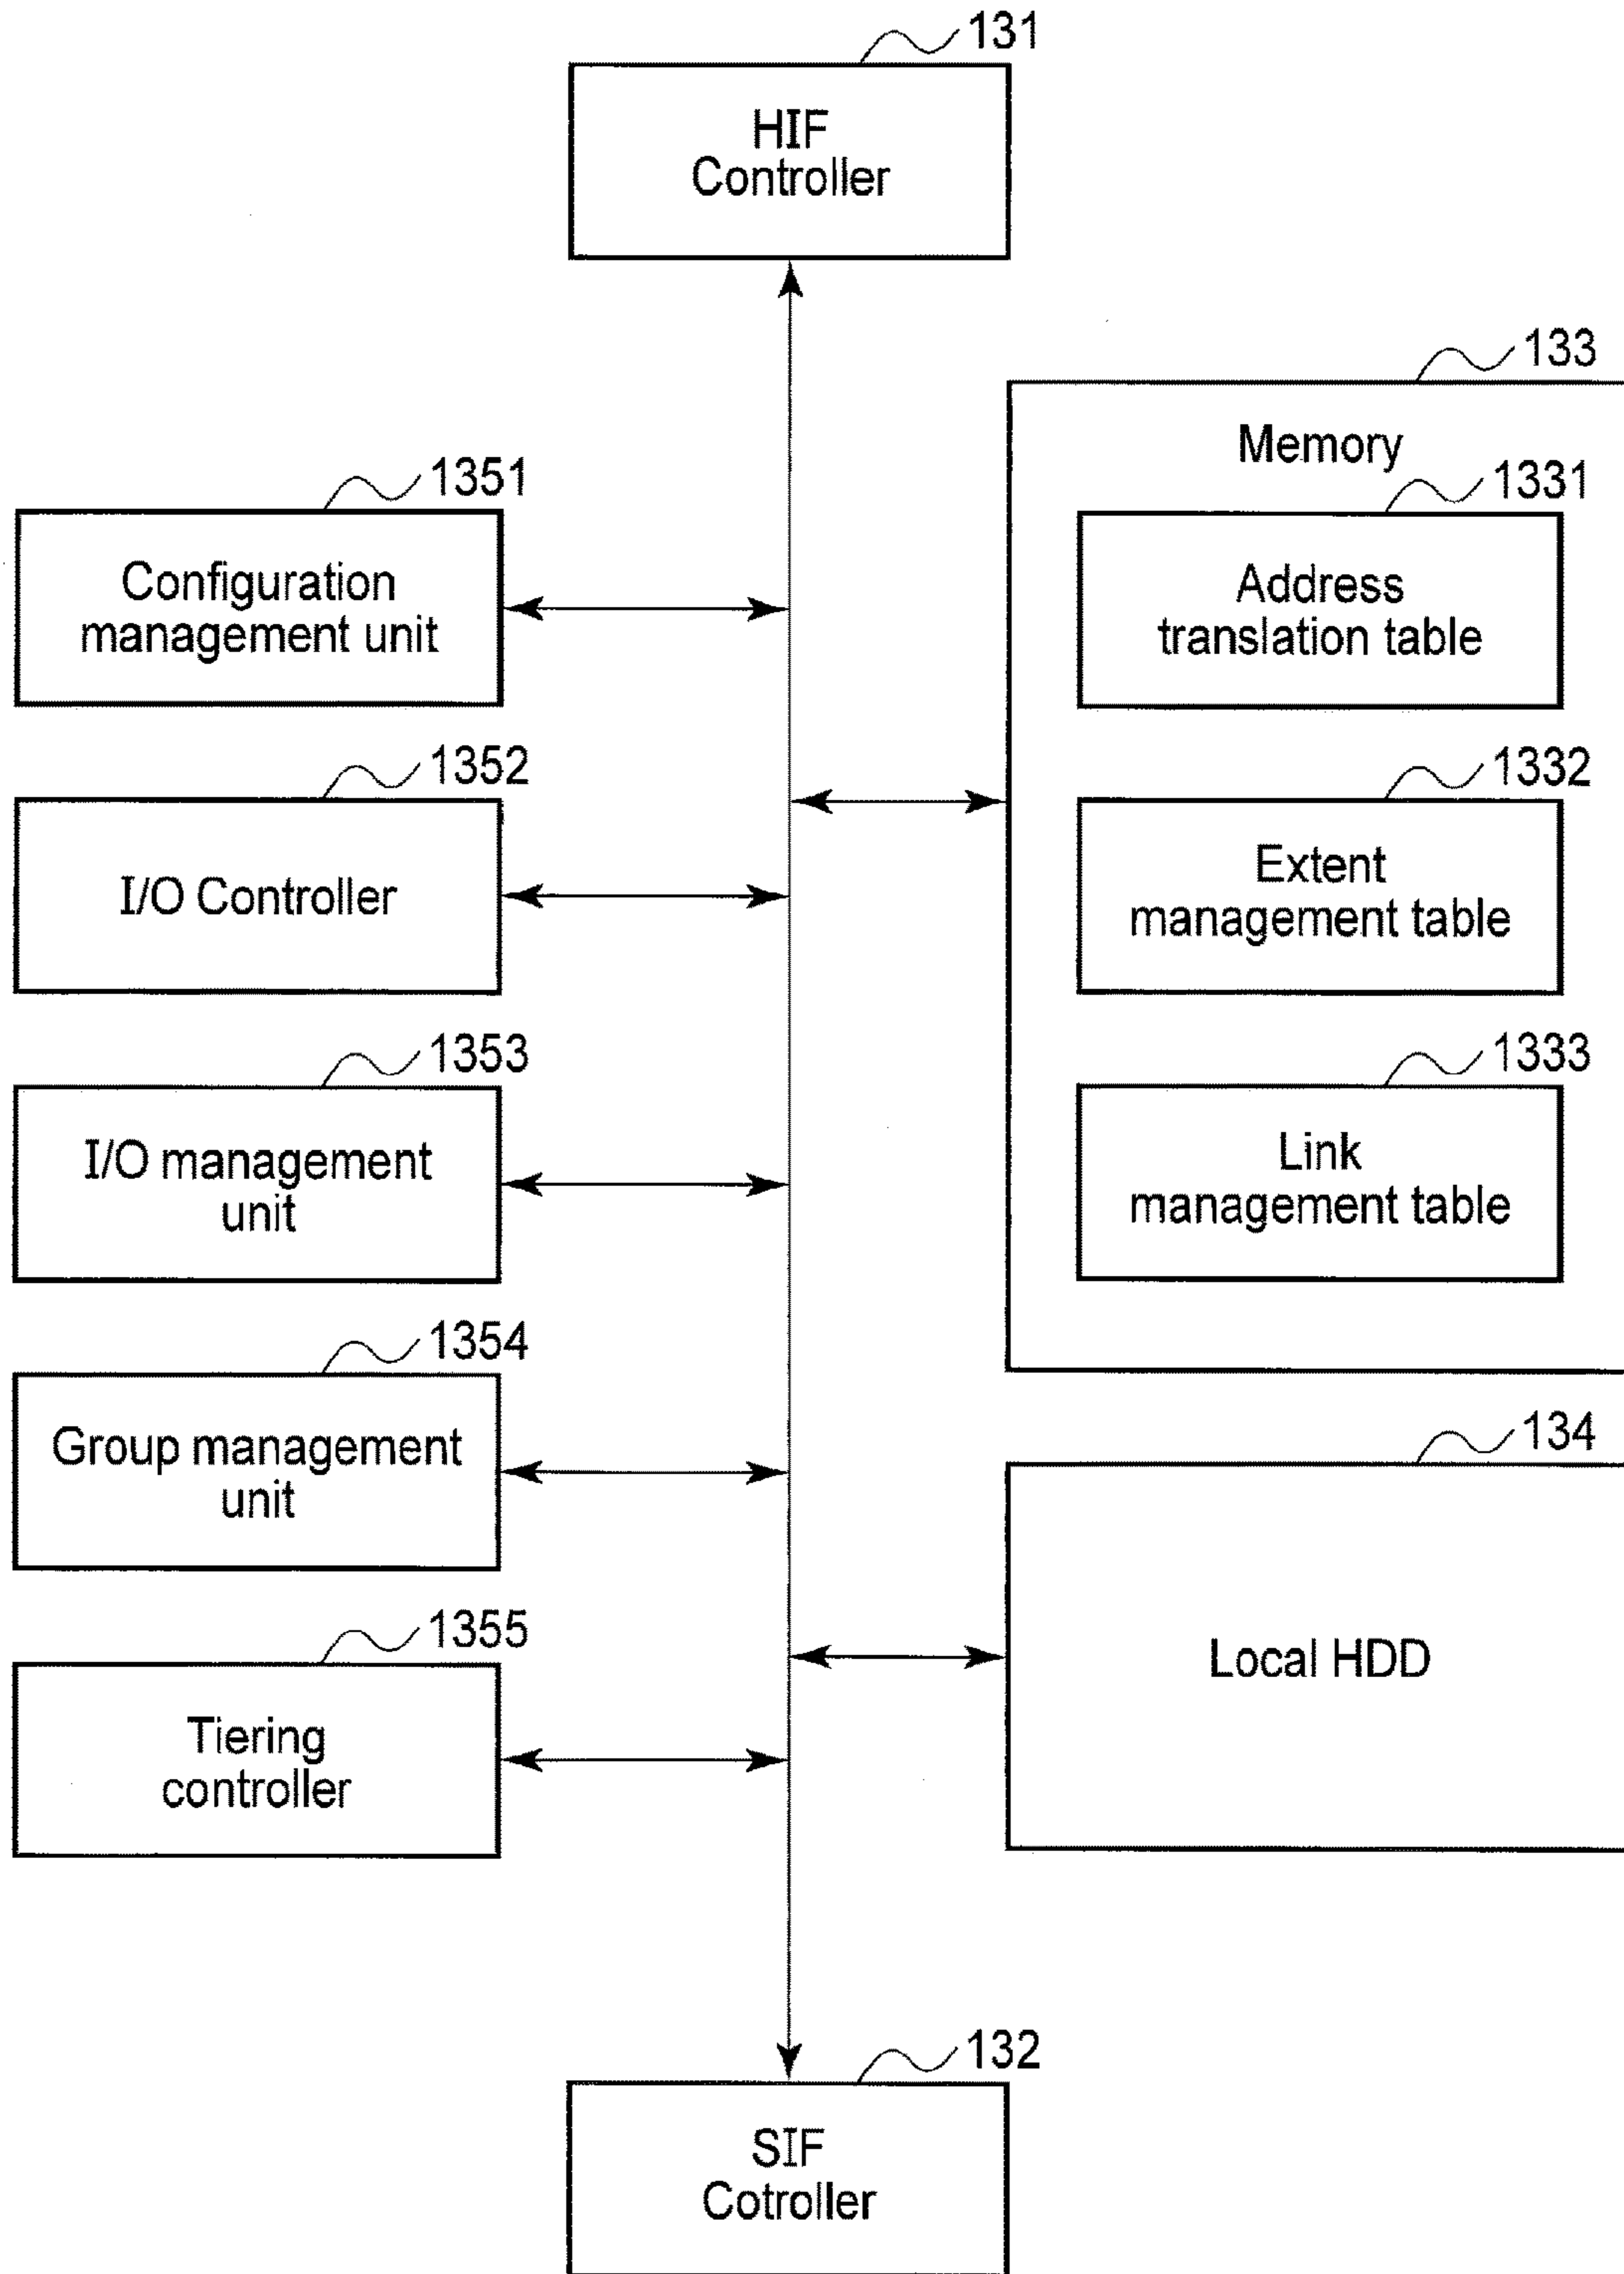 131
HIF
Controller
133
Memory
1351
Configuration
management unit
1331
Address
translation table
1352
I/O Controller
1332
Extent
management table
1353
I/O management
unit
1333
Link
management table
1354
Group management
unit
134
Local HDD
1355
Tiering
controller
132
SIF
Cotroller